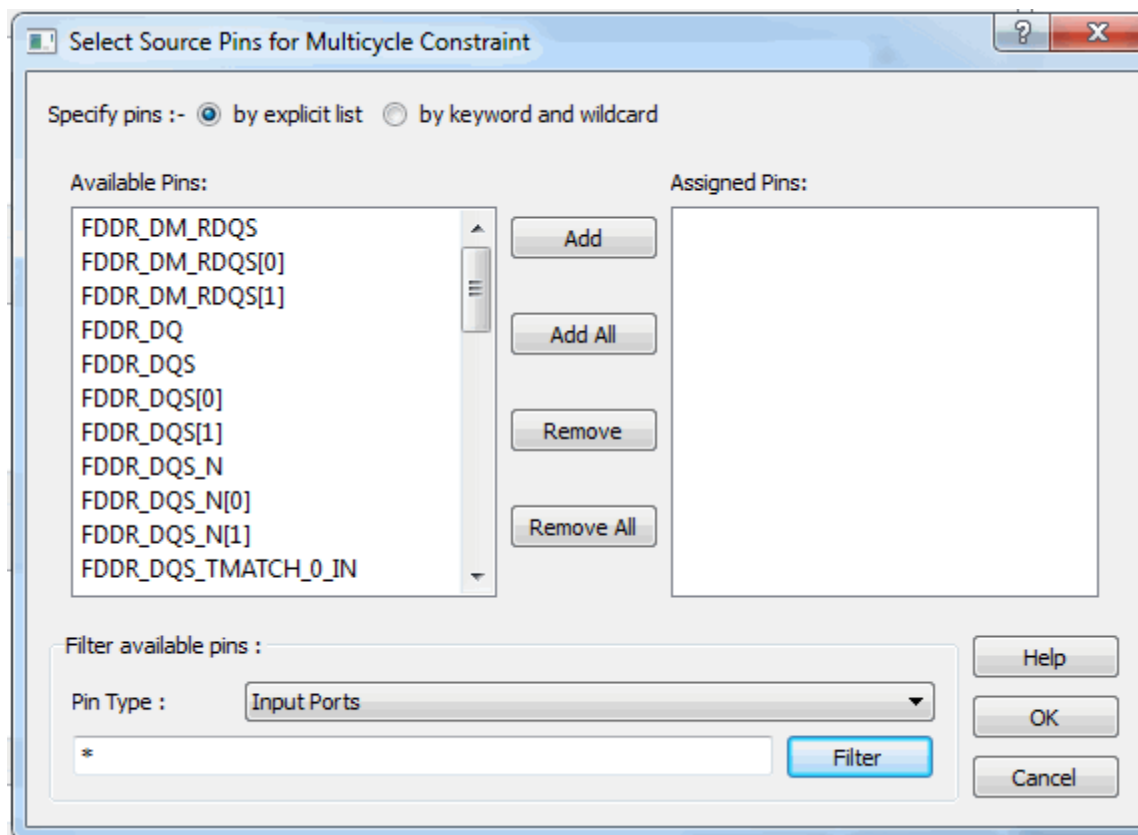 Select Source Pins for Multicycle Constraint
Specify pins :- by explicit list by keyword and wildcard
Available Pins:
Assigned Pins:
FDDR_DM_RDQS
FDDR_DM_RDQS[0]
FDDR_DM_RDQS[1]
FDDR_DQ
FDDR_DQS
FDDR_DQS[0]
FDDR_DQS[1]
FDDR_DQS_N
FDDR_DQS_N[0]
FDDR_DQS_N[1]
FDDR_DQS_TMATCH_0_IN
Add
Add All
Remove
Remove All
Filter available pins :
Pin Type : Input Ports
* Filter
Help
OK
Cancel